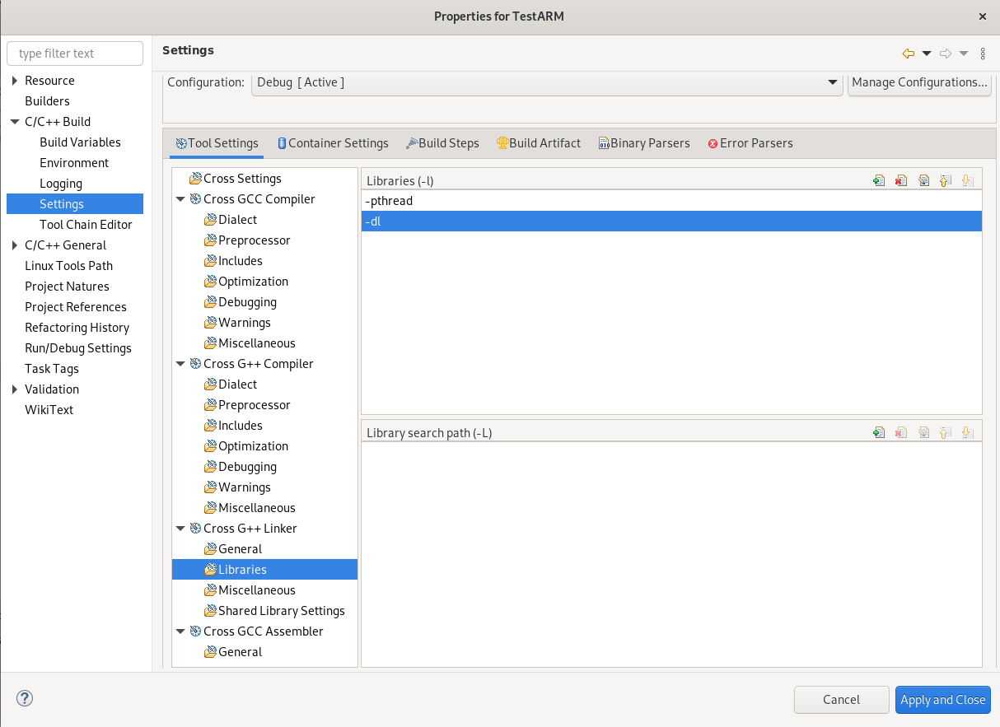 Properties for TestARM
type filter text
Resource
Builders
C/C++ Build
Build Variables
Environment
Logging
Settings
Tool Chain Editor
C/C++ General
Linux Tools Path
Project Natures
Project References
Refactoring History
Run/Debug Settings
Task Tags
Validation
WikiText
Settings
Configuration: Debug [ Active ] Manage Configurations...
Tool Settings Container Settings Build Steps Build Artifact Binary Parsers Error Parsers
Cross Settings
Cross GCC Compiler
Dialect
Preprocessor
Includes
Optimization
Debugging
Warnings
Miscellaneous
Cross G++ Compiler
Dialect
Preprocessor
Includes
Optimization
Debugging
Warnings
Miscellaneous
Cross G++ Linker
General
Libraries
Miscellaneous
Shared Library Settings
Cross GCC Assembler
General
Libraries (-l)
-pthread
-dl
Library search path (-L)
Cancel Apply and Close